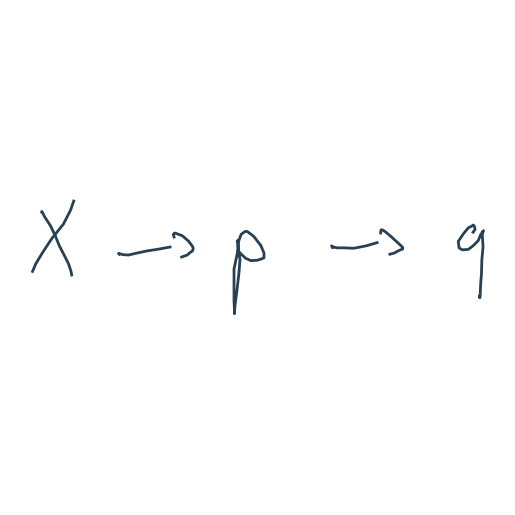 X → p → q